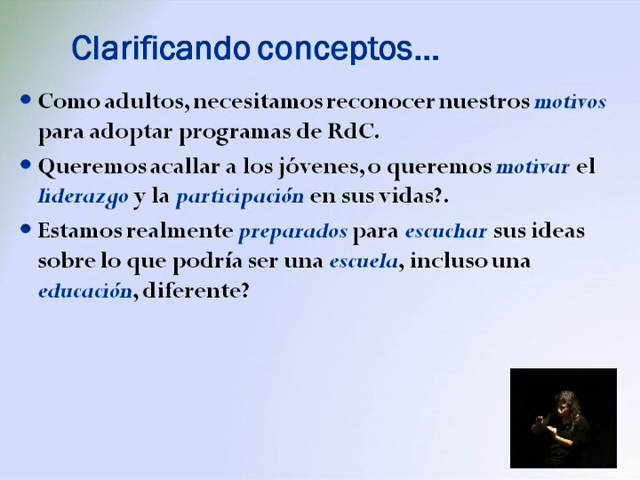 Clarificando conceptos...
Como adultos, necesitamos reconocer nuestros motivos
para adoptar programas de RdC.
Queremos acallar a los jóvenes, o queremos motivar el
liderazgo y la participación en sus vidas?.
Estamos realmente preparados para escuchar sus ideas
sobre lo que podría ser una escuela, incluso una
educación, diferente?